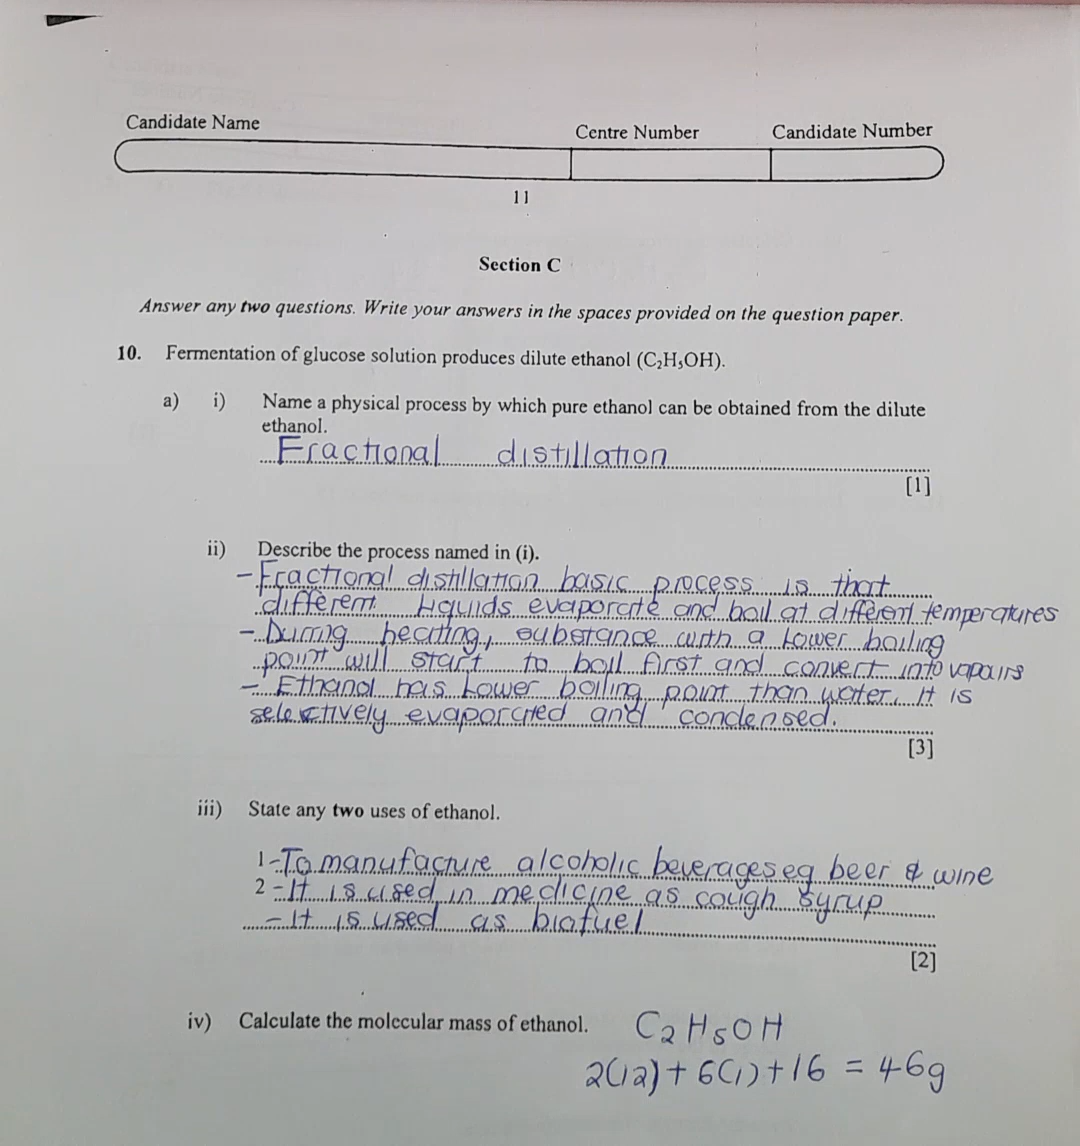 Candidate Name
Centre Number
Candidate Number
11
Section C
Answer any two questions. Write your answers in the spaces provided on the question paper.
10. Fermentation of glucose solution produces dilute ethanol (C₂H₅OH).
a) i) Name a physical process by which pure ethanol can be obtained from the dilute
ethanol.
Fractional distillation
[1]
ii) Describe the process named in (i).
- Fractional distillation basic process is that
different liquids evaporate and boil at different temperatures
- During heating, substance with a lower boiling
point will start to boil first and convert into vapours
- Ethanol has lower boiling point than water. It is
selectively evaporated and condensed.
[3]
iii) State any two uses of ethanol.
1 - To manufacture alcoholic beverages eg beer & wine
2 - It is used in medicine as cough syrup
- It is used as biofuel
[2]
iv) Calculate the molecular mass of ethanol. C₂H₅OH
2(12) + 6(1) + 16 = 46g